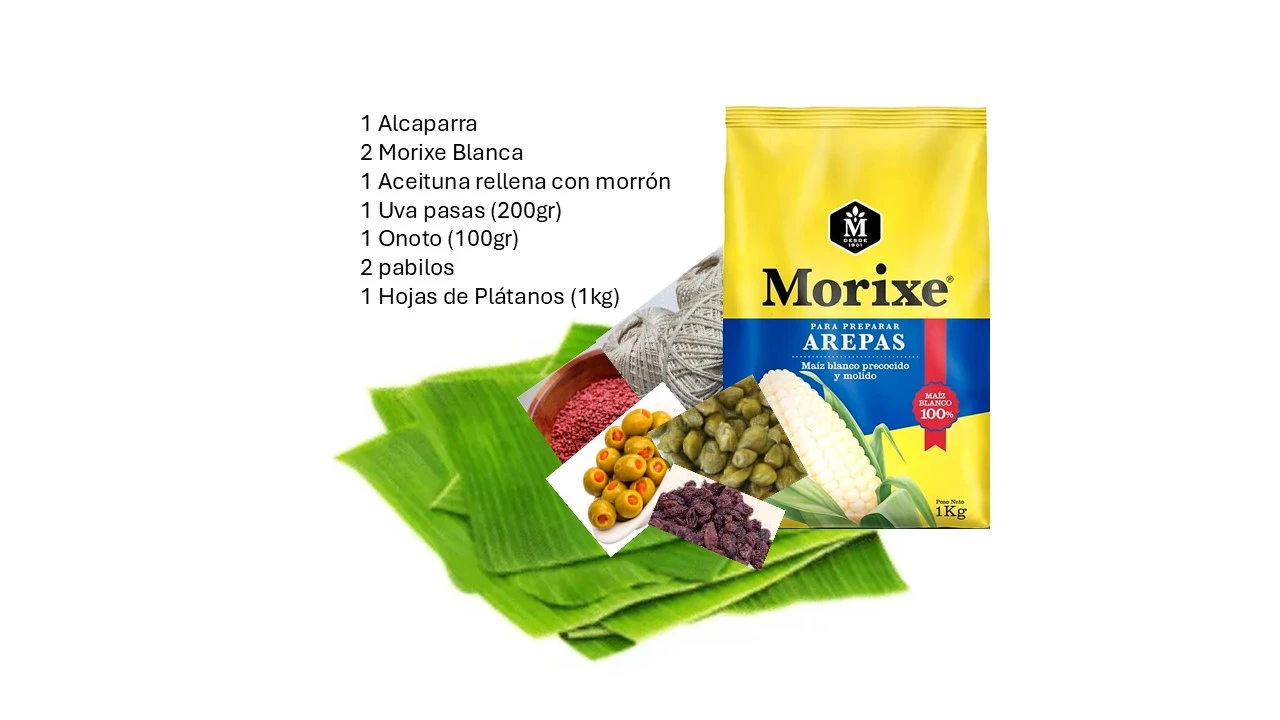 1 Alcaparra
2 Morixe Blanca
1 Aceituna rellena con morrón
1 Uva pasas (200gr)
1 Onoto (100gr)
2 pabilos
1 Hojas de Plátanos (1kg)
M
DESDE
1901
Morixe®
PARA PREPARAR
AREPAS
Maíz blanco precocido
y molido
MAÍZ
BLANCO
100%
Peso Neto
1Kg